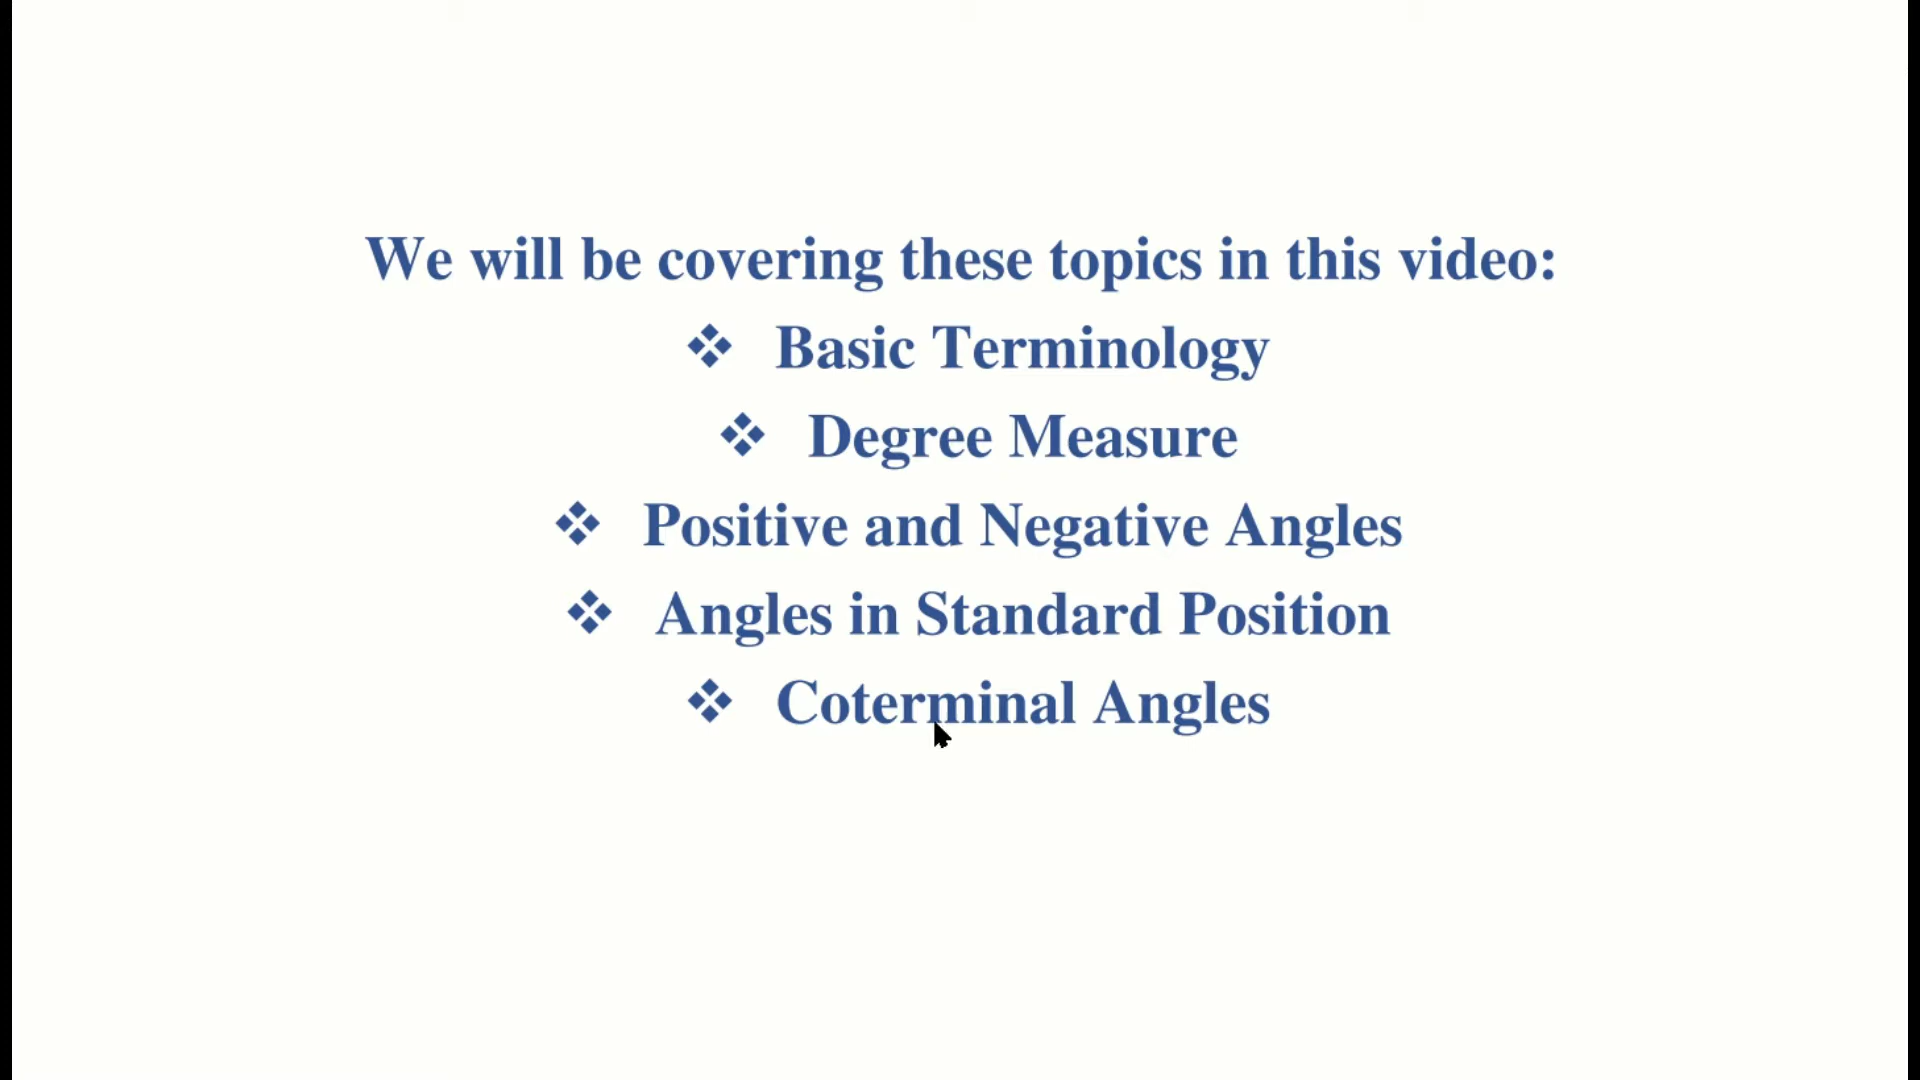 We will be covering these topics in this video:
❖ Basic Terminology
❖ Degree Measure
❖ Positive and Negative Angles
❖ Angles in Standard Position
❖ Coterminal Angles